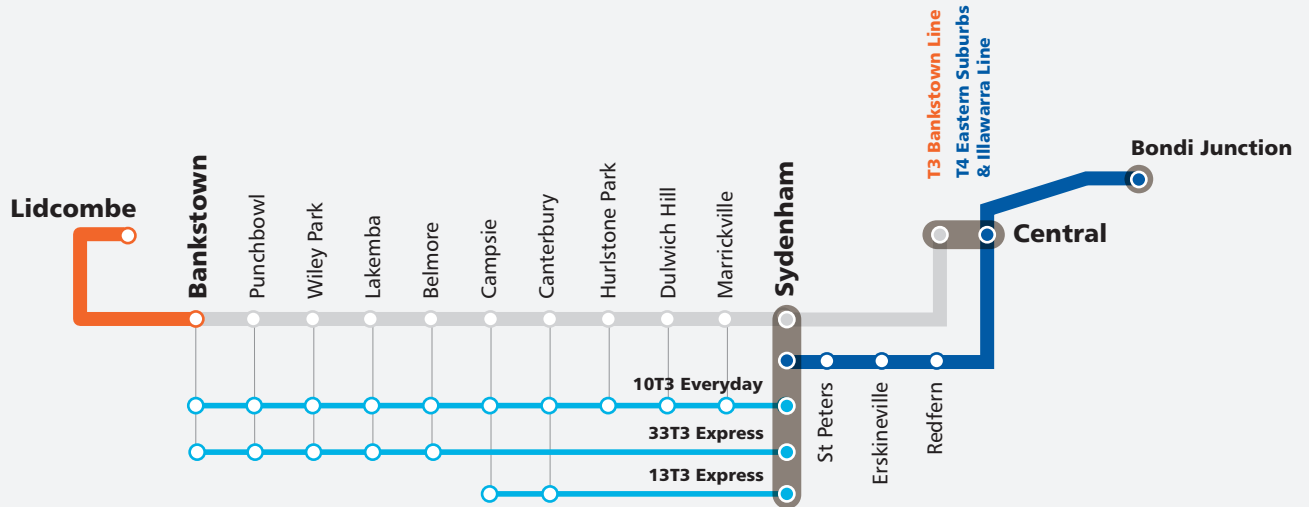 T3 Bankstown Line
T4 Eastern Suburbs
& Illawarra Line
Bondi Junction
Lidcombe
Bankstown
Punchbowl
Wiley Park
Lakemba
Belmore
Campsie
Canterbury
Hurlstone Park
Dulwich Hill
Marrickville
Sydenham
Central
10T3 Everyday
33T3 Express
13T3 Express
St Peters
Erskineville
Redfern